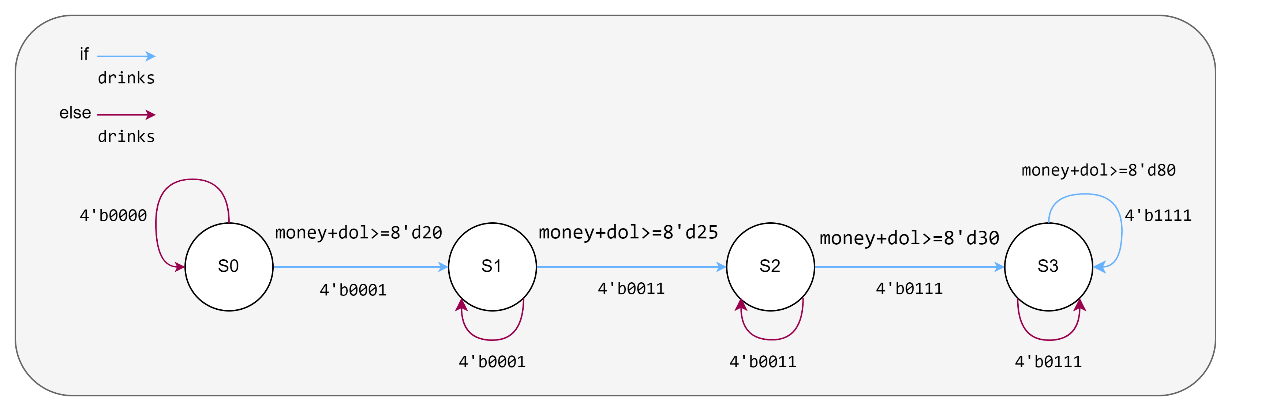 if
drinks
else
drinks
money+dol>=8'd80
4'b0000
4'b1111
money+dol>=8'd20
money+dol>=8'd25
money+dol>=8'd30
S0
S1
S2
S3
4'b0001
4'b0011
4'b0111
4'b0001
4'b0011
4'b0111